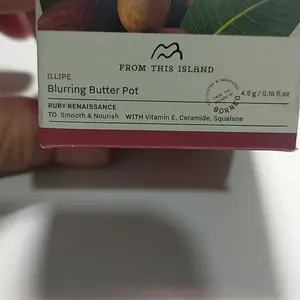 FROM THIS ISLAND
ILLIPE
Blurring Butter Pot
4.5 g / 0.15 fl.oz
RUBY RENAISSANCE
TO Smooth & Nourish WITH Vitamin E, Ceramide, Squalane
BORNEO